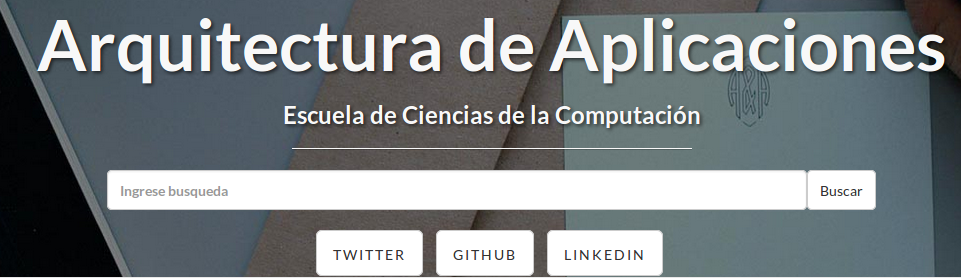 Arquitectura de Aplicaciones
Escuela de Ciencias de la Computación
Ingrese busqueda Buscar
TWITTER GITHUB LINKEDIN